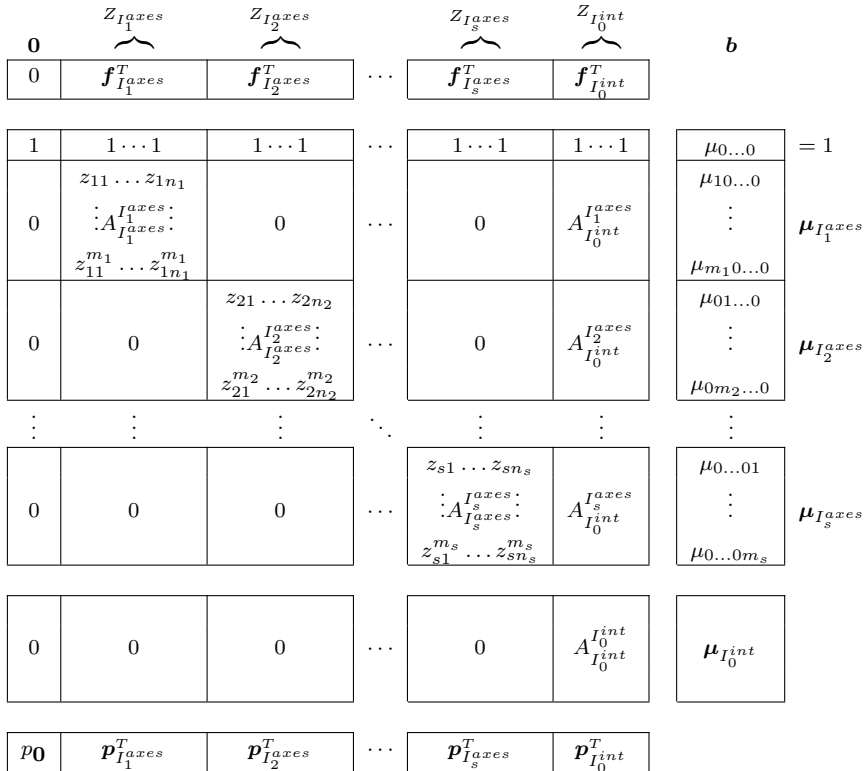 Z_{I_1^{axes}} Z_{I_2^{axes}} Z_{I_s^{axes}} Z_{I_0^{int}}
𝟎 ⏞ ⏞ ⏞ ⏞ 𝒃
0 𝒇^T_{I_1^{axes}} 𝒇^T_{I_2^{axes}} ⋯ 𝒇^T_{I_s^{axes}} 𝒇^T_{I_0^{int}}
1 1⋯1 1⋯1 ⋯ 1⋯1 1⋯1 μ_{0…0} = 1
z_{11} … z_{1n_1} μ_{10…0}
0 ⋮A^{I_1^{axes}}_{I_1^{axes}}⋮ 0 ⋯ 0 A^{I_1^{axes}}_{I_0^{int}} ⋮ 𝝁_{I_1^{axes}}
z_{11}^{m_1} … z_{1n_1}^{m_1} μ_{m_10…0}
z_{21} … z_{2n_2} μ_{01…0}
0 0 ⋮A^{I_2^{axes}}_{I_2^{axes}}⋮ ⋯ 0 A^{I_2^{axes}}_{I_0^{int}} ⋮ 𝝁_{I_2^{axes}}
z_{21}^{m_2} … z_{2n_2}^{m_2} μ_{0m_2…0}
⋮ ⋮ ⋮ ⋱ ⋮ ⋮ ⋮
z_{s1} … z_{sn_s} μ_{0…01}
0 0 0 ⋯ ⋮A^{I_s^{axes}}_{I_s^{axes}}⋮ A^{I_s^{axes}}_{I_0^{int}} ⋮ 𝝁_{I_s^{axes}}
z_{s1}^{m_s} … z_{sn_s}^{m_s} μ_{0…0m_s}
0 0 0 ⋯ 0 A^{I_0^{int}}_{I_0^{int}} 𝝁_{I_0^{int}}
p_𝟎 𝒑^T_{I_1^{axes}} 𝒑^T_{I_2^{axes}} ⋯ 𝒑^T_{I_s^{axes}} 𝒑^T_{I_0^{int}}